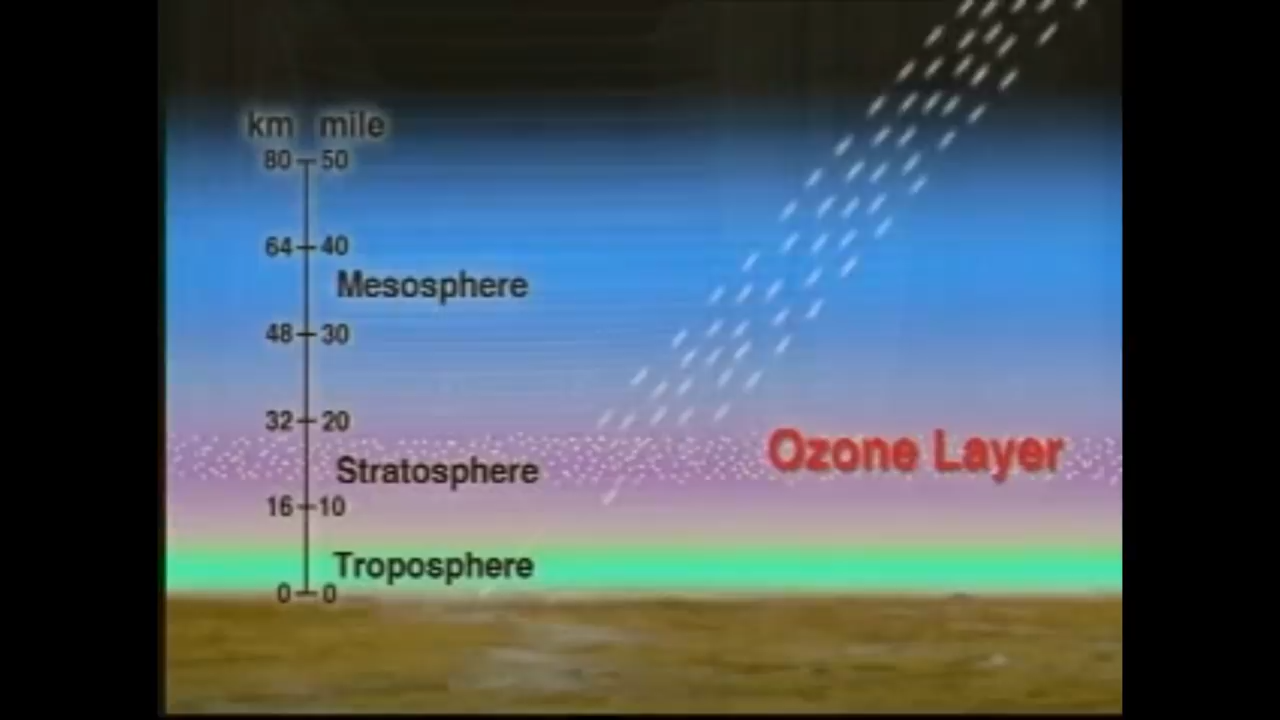 km mile
80 50
64 40
Mesosphere
48 30
32 20
Ozone Layer
Stratosphere
16 10
Troposphere
0 0